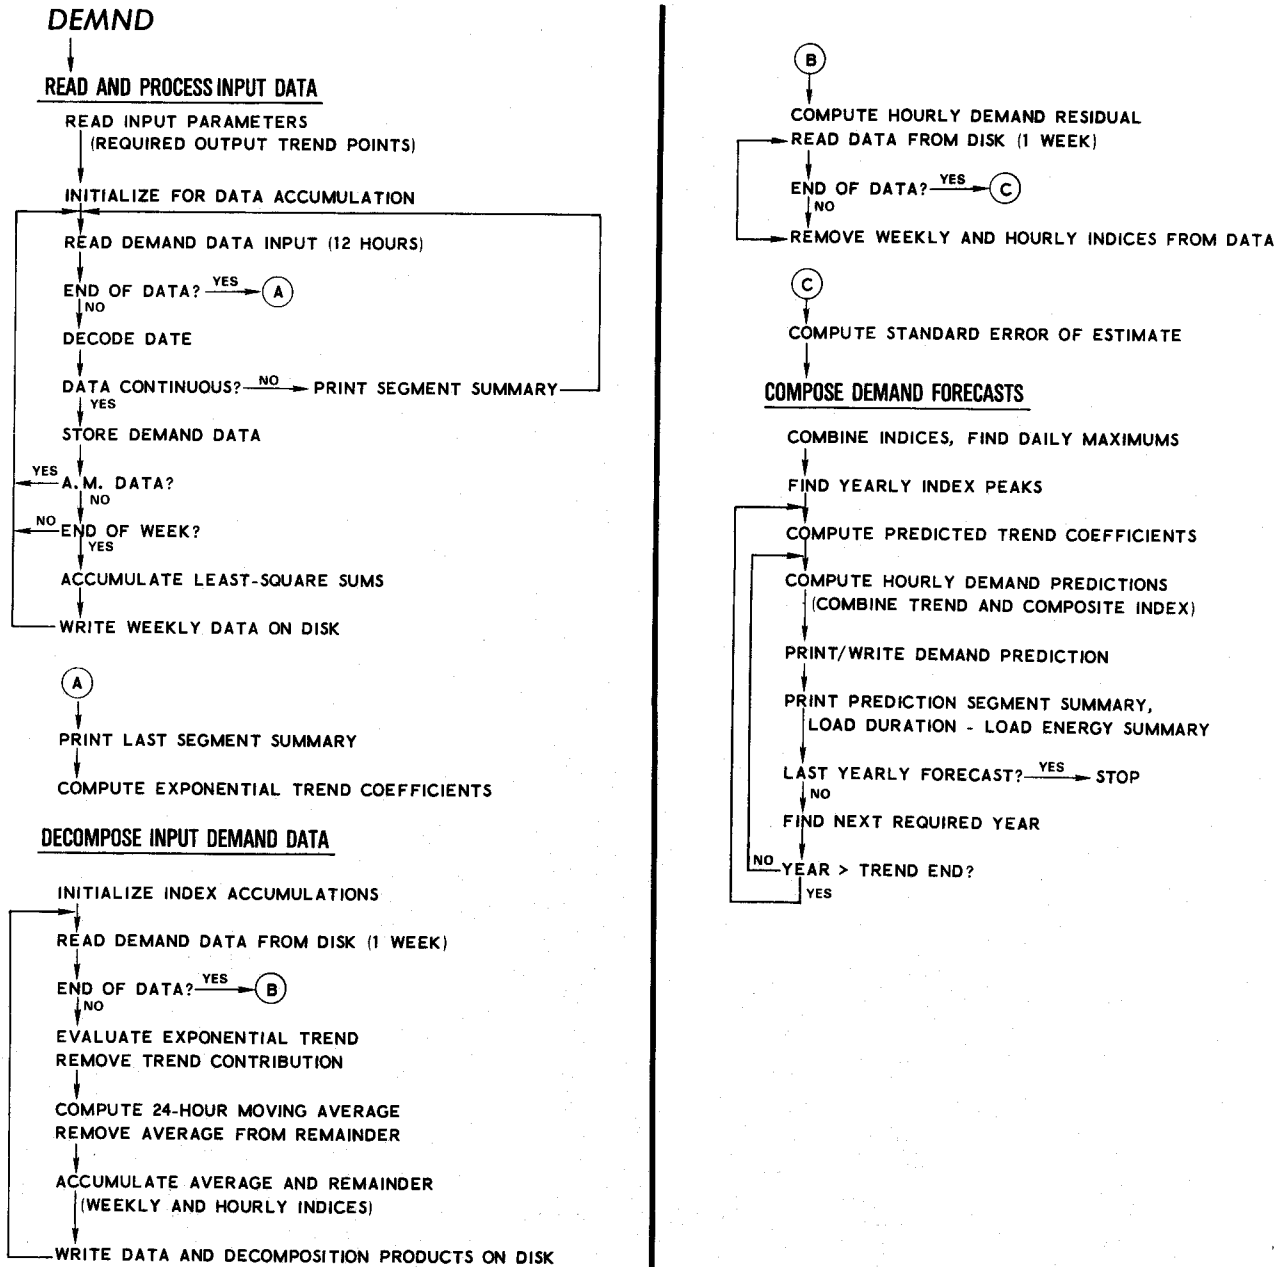 DEMND
READ AND PROCESS INPUT DATA
READ INPUT PARAMETERS
(REQUIRED OUTPUT TREND POINTS)
INITIALIZE FOR DATA ACCUMULATION
READ DEMAND DATA INPUT (12 HOURS)
END OF DATA? YES A
NO
DECODE DATE
DATA CONTINUOUS? NO PRINT SEGMENT SUMMARY
YES
STORE DEMAND DATA
YES A.M. DATA?
NO
NO END OF WEEK?
YES
ACCUMULATE LEAST-SQUARE SUMS
WRITE WEEKLY DATA ON DISK
A
PRINT LAST SEGMENT SUMMARY
COMPUTE EXPONENTIAL TREND COEFFICIENTS
DECOMPOSE INPUT DEMAND DATA
INITIALIZE INDEX ACCUMULATIONS
READ DEMAND DATA FROM DISK (1 WEEK)
END OF DATA? YES B
NO
EVALUATE EXPONENTIAL TREND
REMOVE TREND CONTRIBUTION
COMPUTE 24-HOUR MOVING AVERAGE
REMOVE AVERAGE FROM REMAINDER
ACCUMULATE AVERAGE AND REMAINDER
(WEEKLY AND HOURLY INDICES)
WRITE DATA AND DECOMPOSITION PRODUCTS ON DISK
B
COMPUTE HOURLY DEMAND RESIDUAL
READ DATA FROM DISK (1 WEEK)
END OF DATA? YES C
NO
REMOVE WEEKLY AND HOURLY INDICES FROM DATA
C
COMPUTE STANDARD ERROR OF ESTIMATE
COMPOSE DEMAND FORECASTS
COMBINE INDICES, FIND DAILY MAXIMUMS
FIND YEARLY INDEX PEAKS
COMPUTE PREDICTED TREND COEFFICIENTS
COMPUTE HOURLY DEMAND PREDICTIONS
(COMBINE TREND AND COMPOSITE INDEX)
PRINT/WRITE DEMAND PREDICTION
PRINT PREDICTION SEGMENT SUMMARY,
LOAD DURATION - LOAD ENERGY SUMMARY
LAST YEARLY FORECAST? YES STOP
NO
FIND NEXT REQUIRED YEAR
NO YEAR > TREND END?
YES